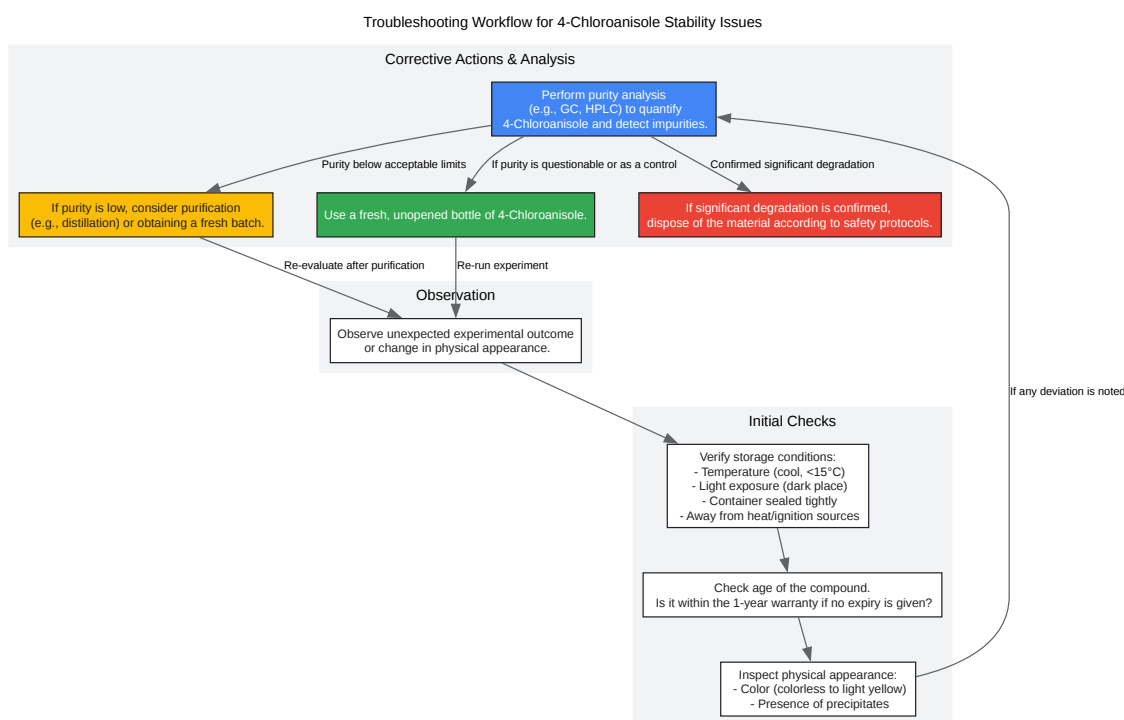 Troubleshooting Workflow for 4-Chloroanisole Stability Issues
Corrective Actions & Analysis
Perform purity analysis
(e.g., GC, HPLC) to quantify
4-Chloroanisole and detect impurities.
Purity below acceptable limits
If purity is questionable or as a control
Confirmed significant degradation
If purity is low, consider purification
(e.g., distillation) or obtaining a fresh batch.
Use a fresh, unopened bottle of 4-Chloroanisole.
If significant degradation is confirmed,
dispose of the material according to safety protocols.
Re-evaluate after purification
Re-run experiment
Observation
Observe unexpected experimental outcome
or change in physical appearance.
If any deviation is noted
Initial Checks
Verify storage conditions:
- Temperature (cool, <15°C)
- Light exposure (dark place)
- Container sealed tightly
- Away from heat/ignition sources
Check age of the compound.
Is it within the 1-year warranty if no expiry is given?
Inspect physical appearance:
- Color (colorless to light yellow)
- Presence of precipitates